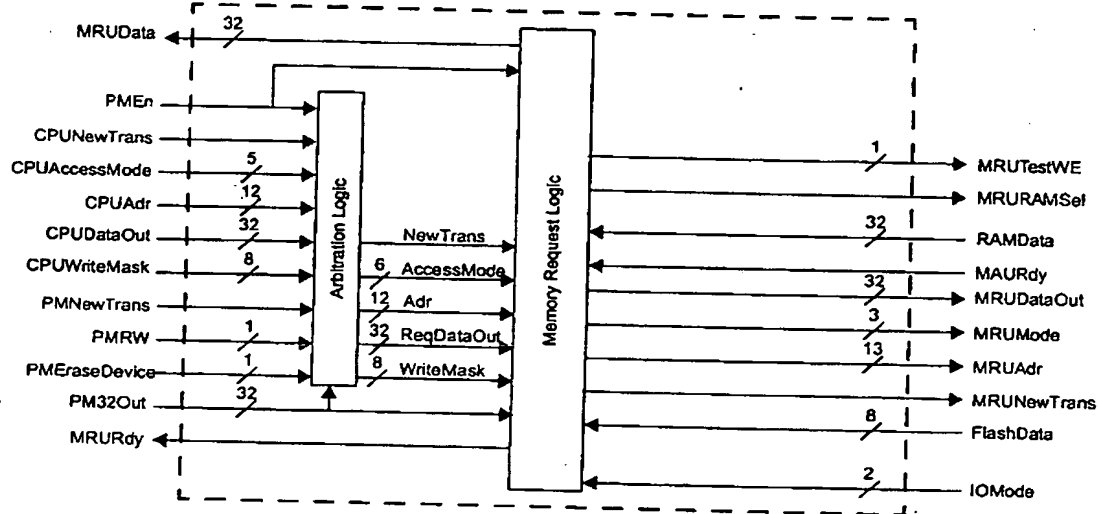 MRUData
32
PMEn
CPUNewTrans
CPUAccessMode
5
CPUAdr
12
CPUDataOut
32
CPUWriteMask
8
PMNewTrans
PMRW
1
PMEraseDevice
1
PM32Out
32
MRURdy
Arbitration Logic
NewTrans
6
AccessMode
12
Adr
32
ReqDataOut
8
WriteMask
Memory Request Logic
1
MRUTestWE
MRURAMSel
32
RAMData
MAURdy
32
MRUDataOut
3
MRUMode
13
MRUAdr
MRUNewTrans
8
FlashData
2
IOMode